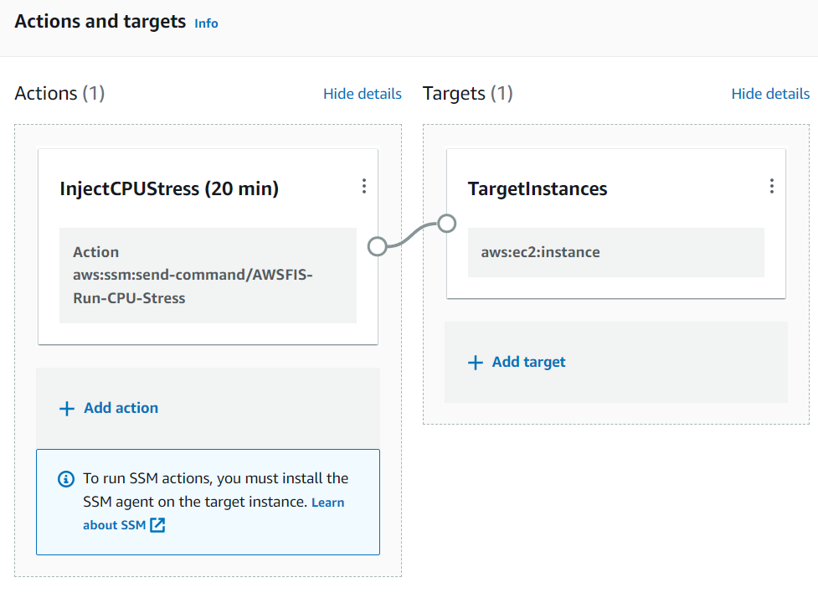 Actions and targets Info
Actions (1) Hide details
InjectCPUStress (20 min)
Action
aws:ssm:send-command/AWSFIS-
Run-CPU-Stress
Add action
To run SSM actions, you must install the
SSM agent on the target instance. Learn
about SSM
Targets (1) Hide details
TargetInstances
aws:ec2:instance
Add target